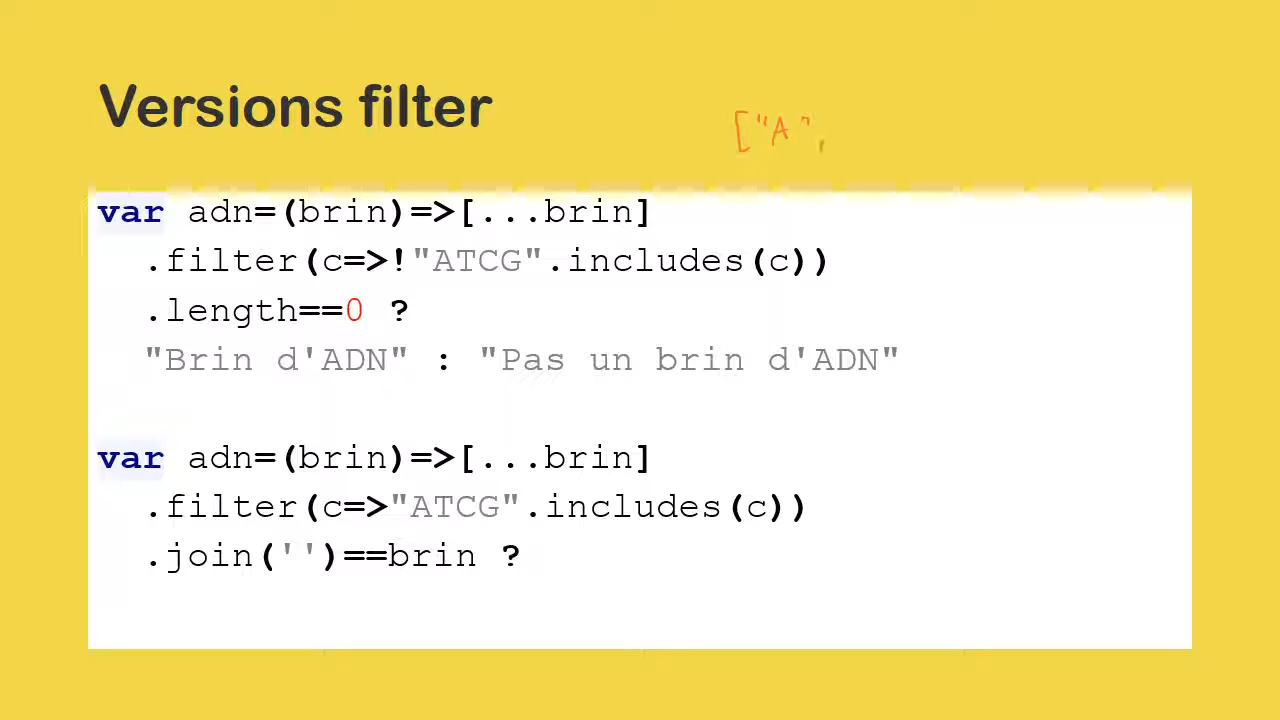 Versions filter
["A",
var adn=(brin)=>[...brin]
.filter(c=>!"ATCG".includes(c))
.length==0 ?
"Brin d'ADN" : "Pas un brin d'ADN"
var adn=(brin)=>[...brin]
.filter(c=>"ATCG".includes(c))
.join('')==brin ?